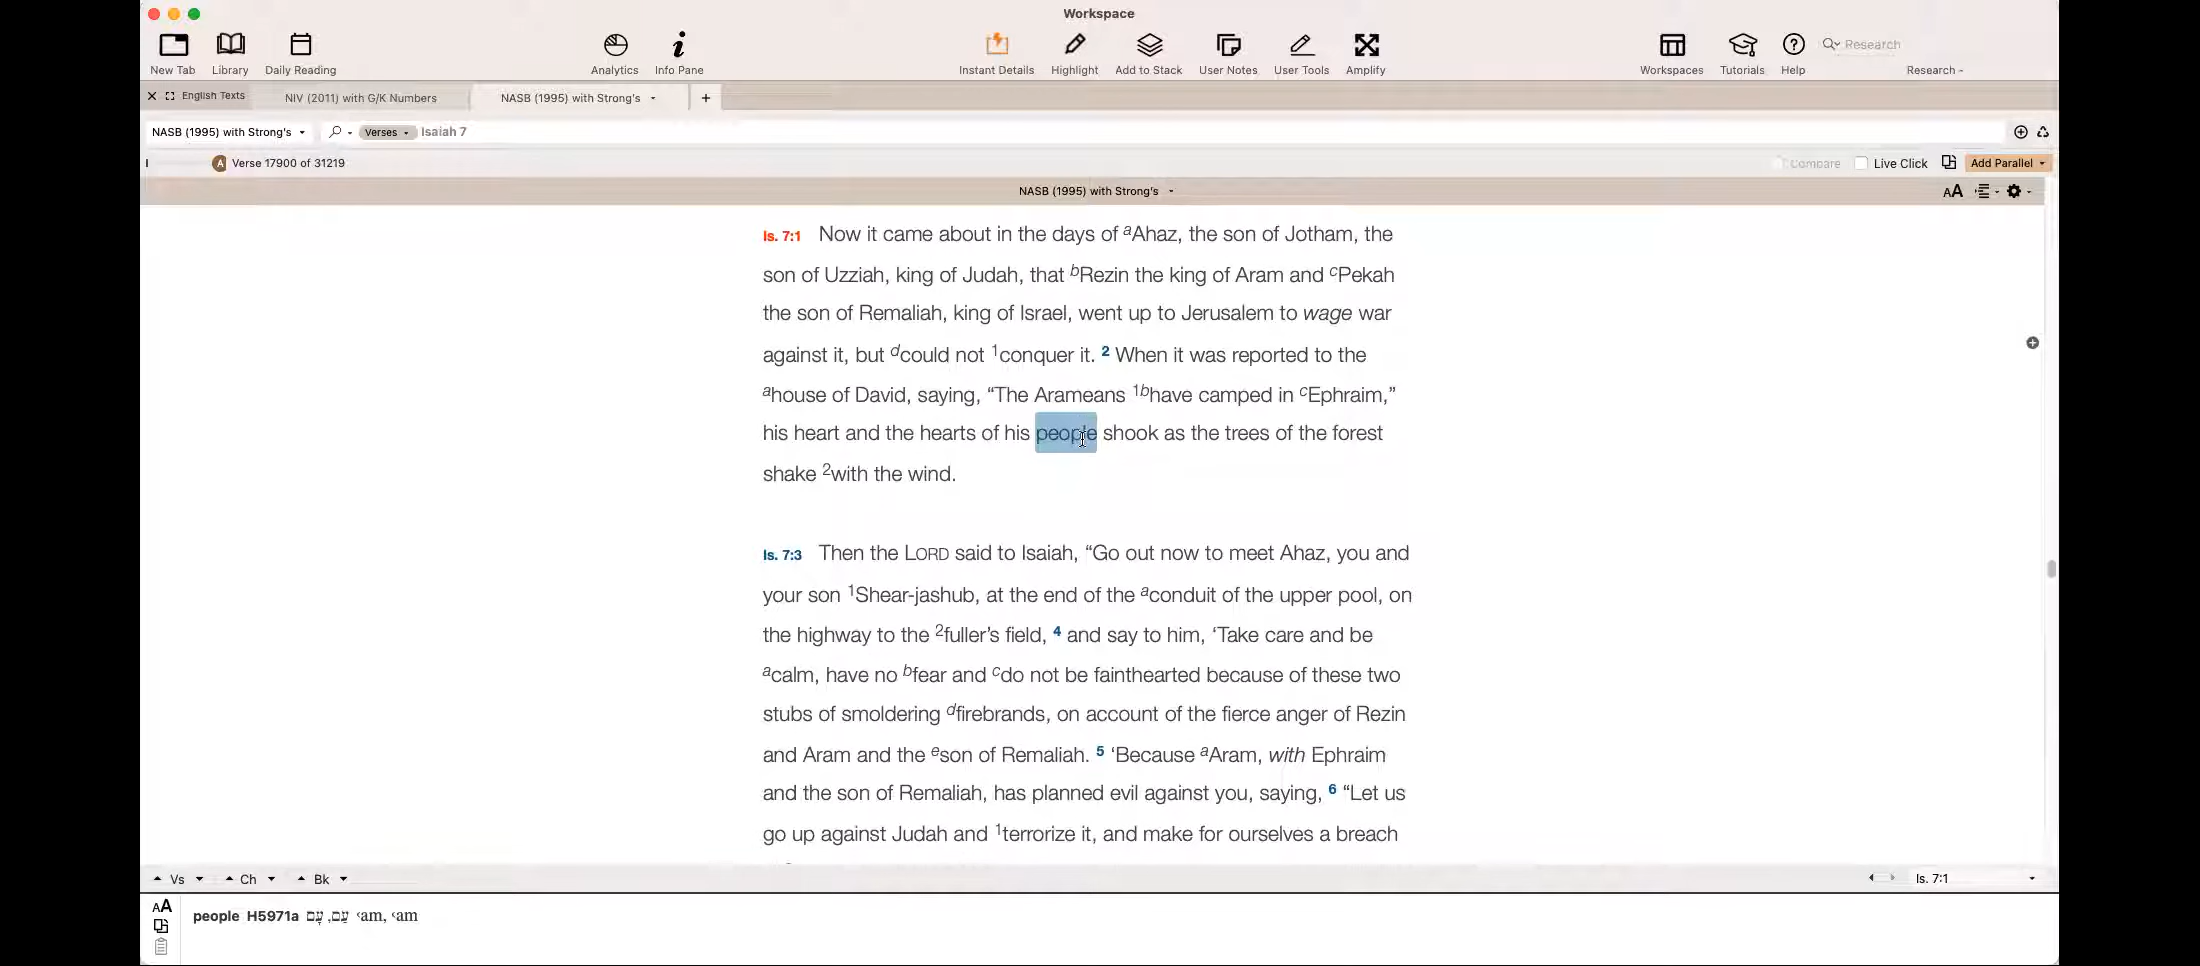 Workspace
New Tab
Library
Daily Reading
Analytics
Info Pane
Instant Details
Highlight
Add to Stack
User Notes
User Tools
Amplify
Workspaces
Tutorials
Help
Research
Research
English Texts
NIV (2011) with G/K Numbers
NASB (1995) with Strong's
+
NASB (1995) with Strong's
Verses
Isaiah 7
A Verse 17900 of 31219
Compare
Live Click
Add Parallel
NASB (1995) with Strong's
AA
Is. 7:1 Now it came about in the days of aAhaz, the son of Jotham, the
son of Uzziah, king of Judah, that bRezin the king of Aram and cPekah
the son of Remaliah, king of Israel, went up to Jerusalem to wage war
against it, but dcould not 1conquer it. 2 When it was reported to the
ahouse of David, saying, “The Arameans 1bhave camped in cEphraim,”
his heart and the hearts of his people shook as the trees of the forest
shake 2with the wind.
Is. 7:3 Then the LORD said to Isaiah, “Go out now to meet Ahaz, you and
your son 1Shear-jashub, at the end of the aconduit of the upper pool, on
the highway to the 2fuller’s field, 4 and say to him, ‘Take care and be
acalm, have no bfear and cdo not be fainthearted because of these two
stubs of smoldering dfirebrands, on account of the fierce anger of Rezin
and Aram and the eson of Remaliah. 5 ‘Because aAram, with Ephraim
and the son of Remaliah, has planned evil against you, saying, 6 “Let us
go up against Judah and 1terrorize it, and make for ourselves a breach
Vs
Ch
Bk
Is. 7:1
AA
people H5971a עַם, עָם ‹am, ‹am